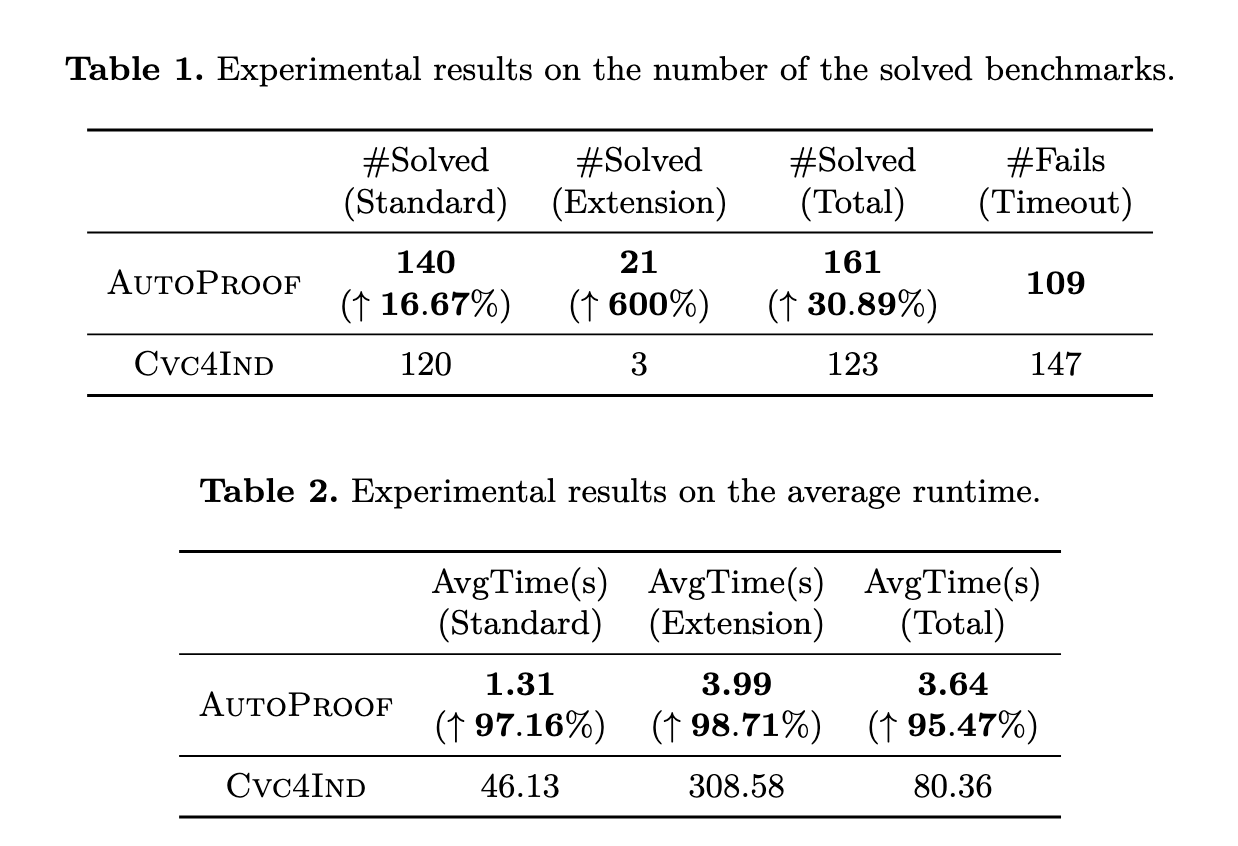 Table 1. Experimental results on the number of the solved benchmarks.
#Solved #Solved #Solved #Fails
(Standard) (Extension) (Total) (Timeout)
AUTOPROOF 140 21 161 109
(↑ 16.67%) (↑ 600%) (↑ 30.89%)
CVC4IND 120 3 123 147
Table 2. Experimental results on the average runtime.
AvgTime(s) AvgTime(s) AvgTime(s)
(Standard) (Extension) (Total)
AUTOPROOF 1.31 3.99 3.64
(↑ 97.16%) (↑ 98.71%) (↑ 95.47%)
CVC4IND 46.13 308.58 80.36